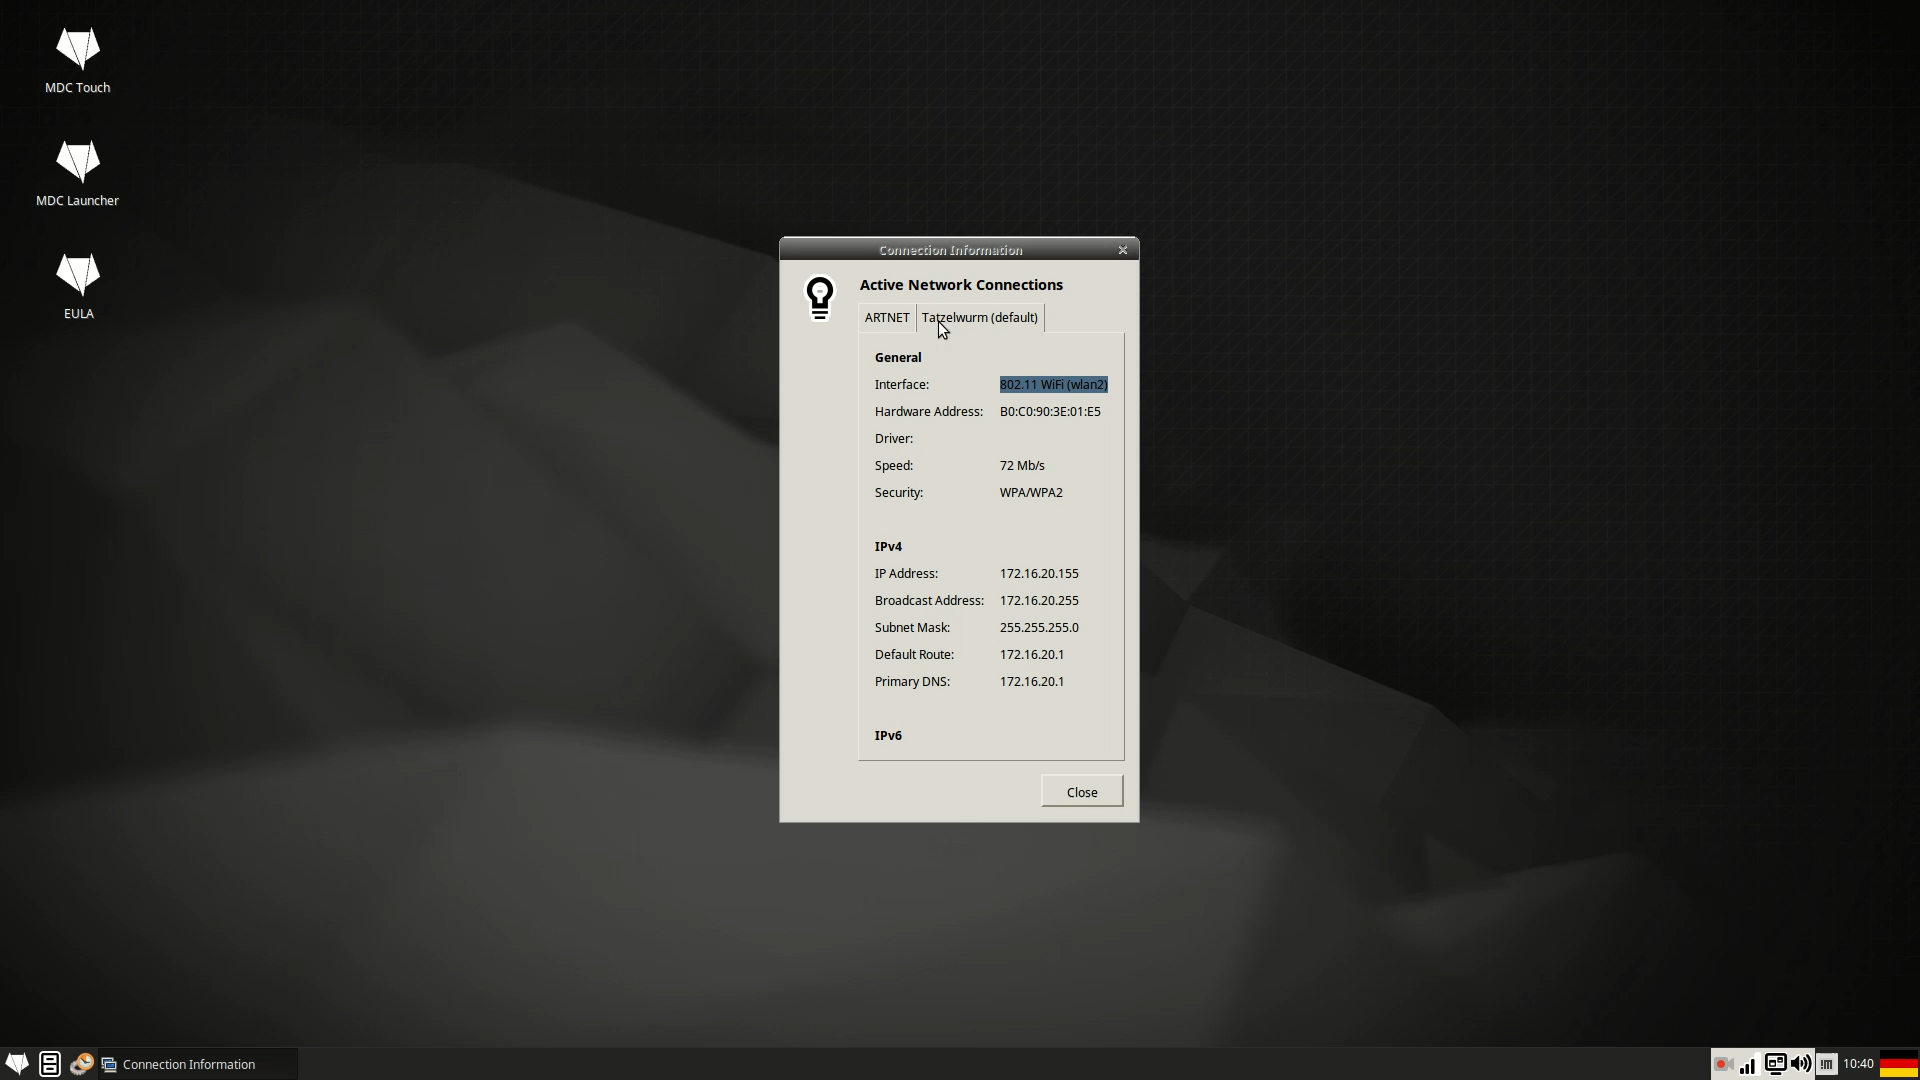 MDC Touch
MDC Launcher
EULA
Connection Information
Active Network Connections
ARTNET Tatzelwurm (default)
General
Interface: 802.11 WiFi (wlan2)
Hardware Address: B0:C0:90:3E:01:E5
Driver:
Speed: 72 Mb/s
Security: WPA/WPA2
IPv4
IP Address: 172.16.20.155
Broadcast Address: 172.16.20.255
Subnet Mask: 255.255.255.0
Default Route: 172.16.20.1
Primary DNS: 172.16.20.1
IPv6
Close
Connection Information
10:40